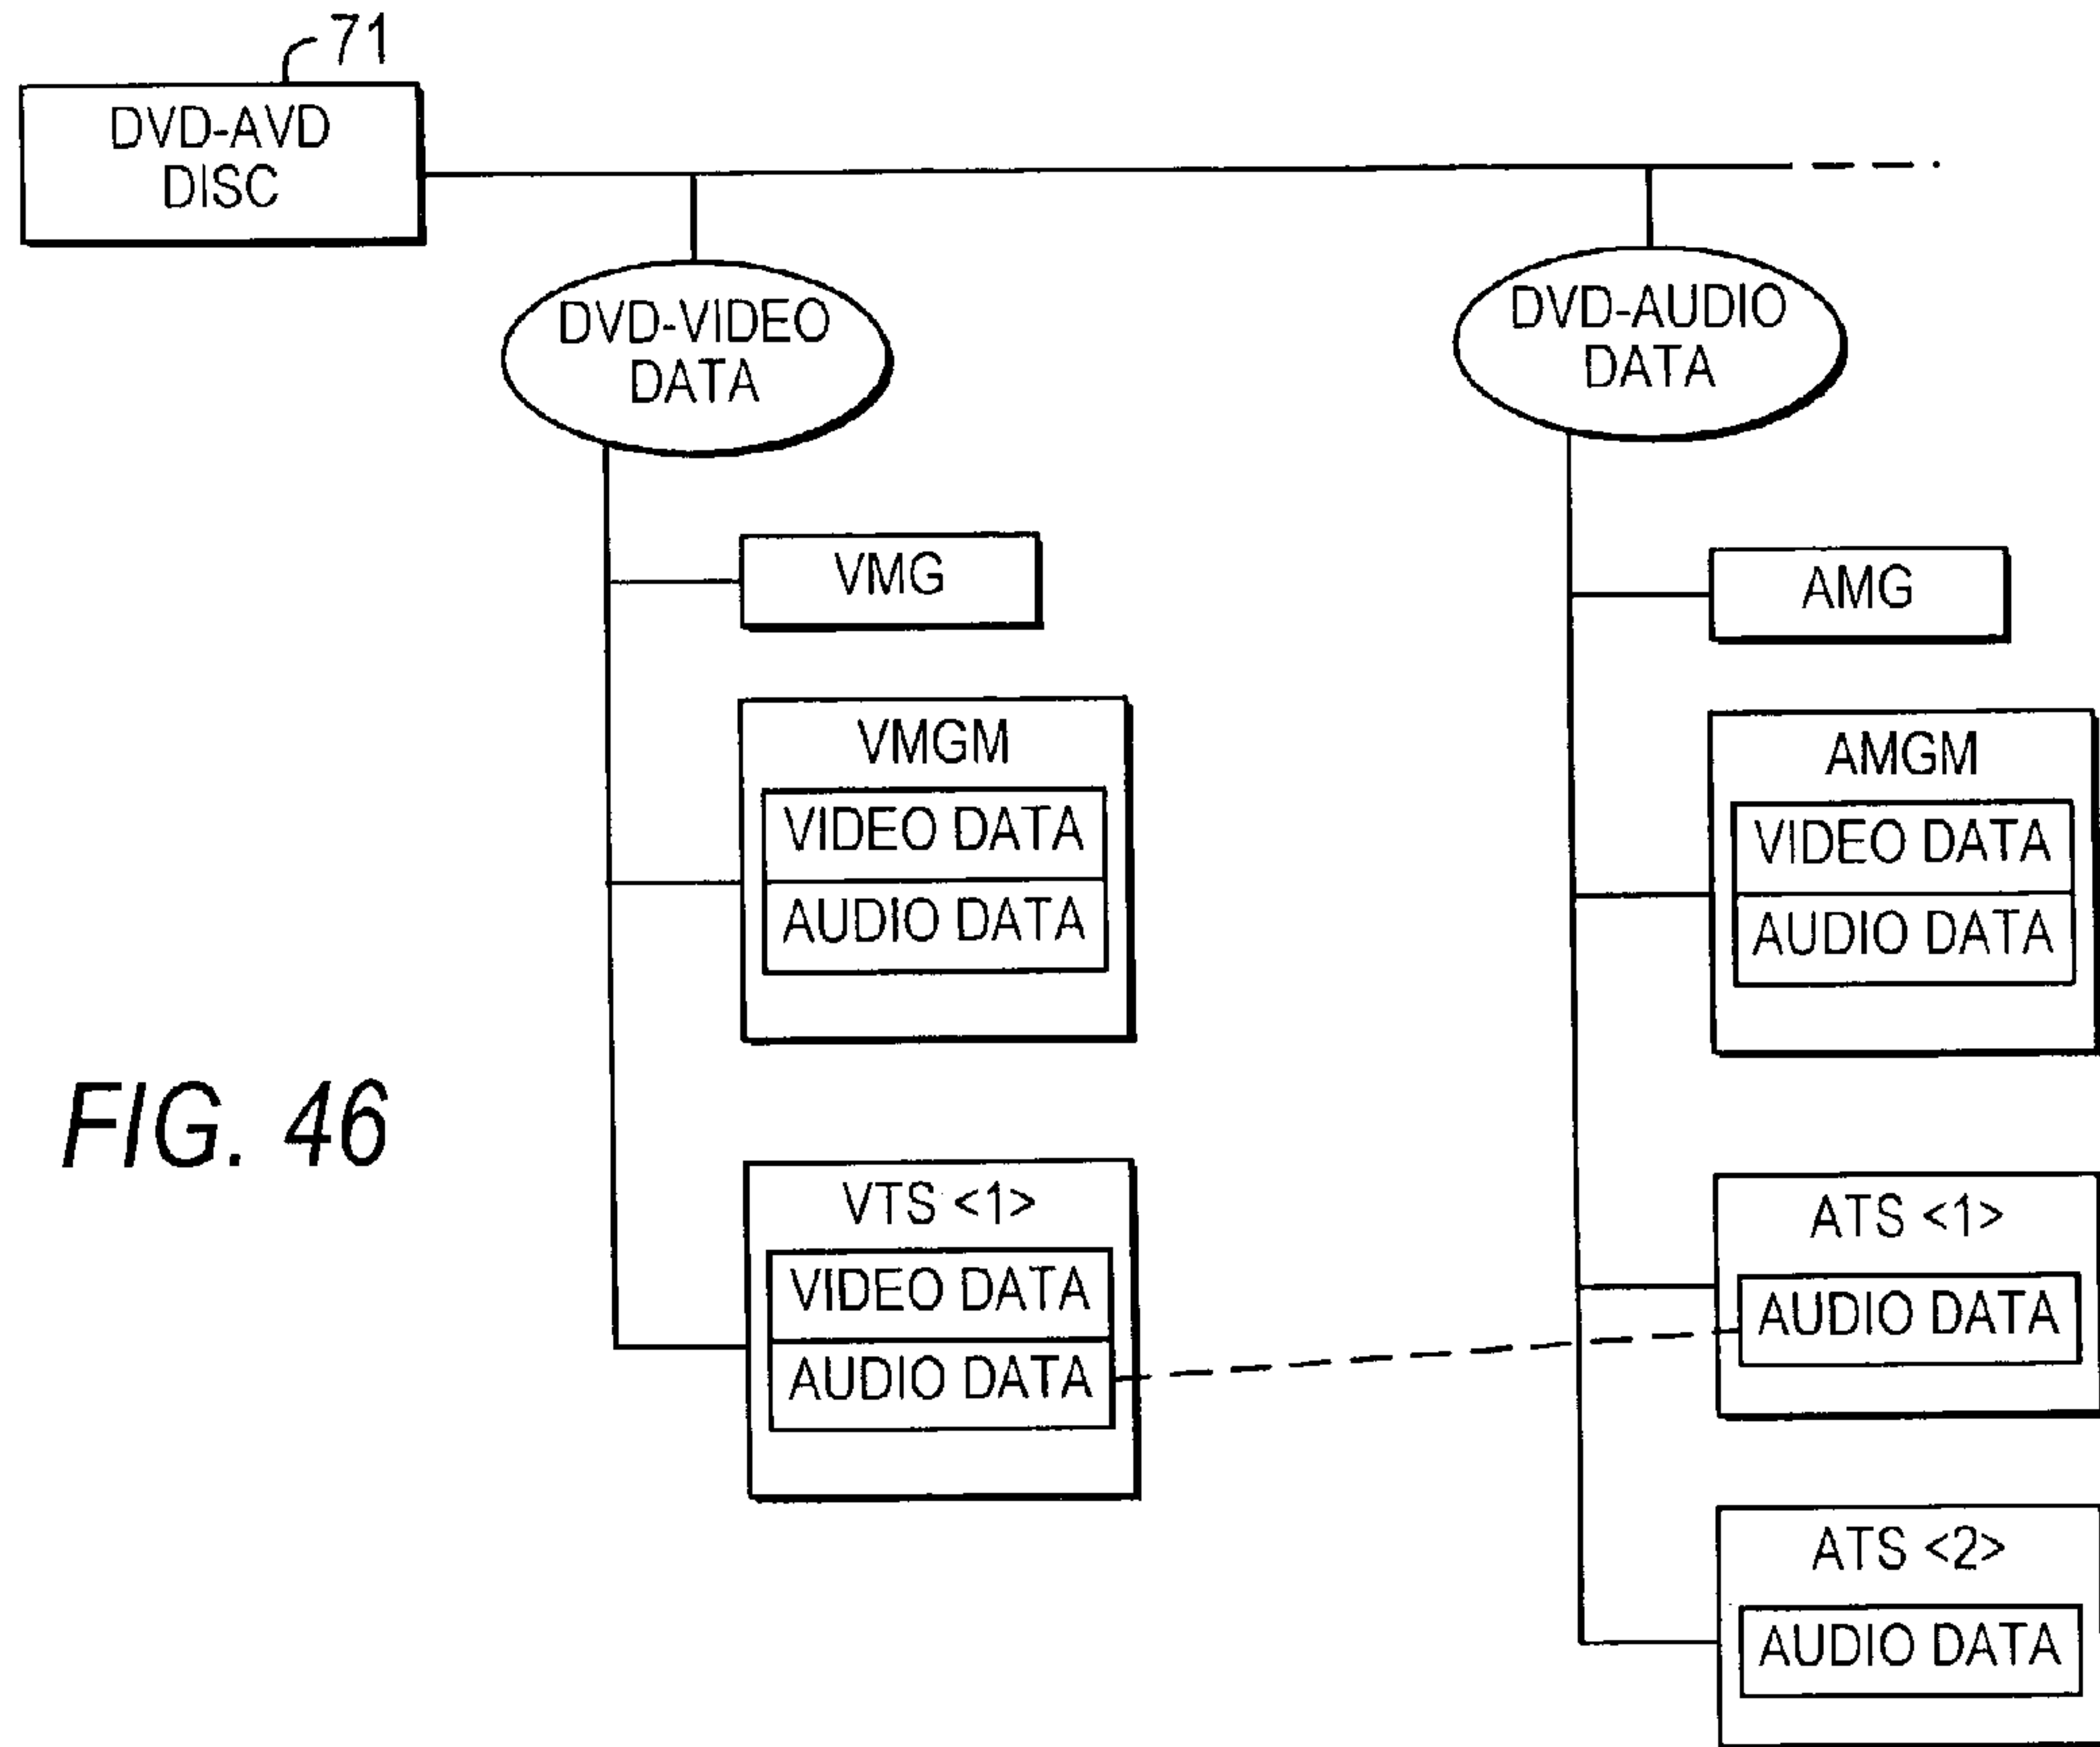 71
DVD-AVD
DISC
DVD-VIDEO
DATA
VMG
VMGM
VIDEO DATA
AUDIO DATA
VTS <1>
VIDEO DATA
AUDIO DATA
DVD-AUDIO
DATA
AMG
AMGM
VIDEO DATA
AUDIO DATA
ATS <1>
AUDIO DATA
ATS <2>
AUDIO DATA
FIG. 46